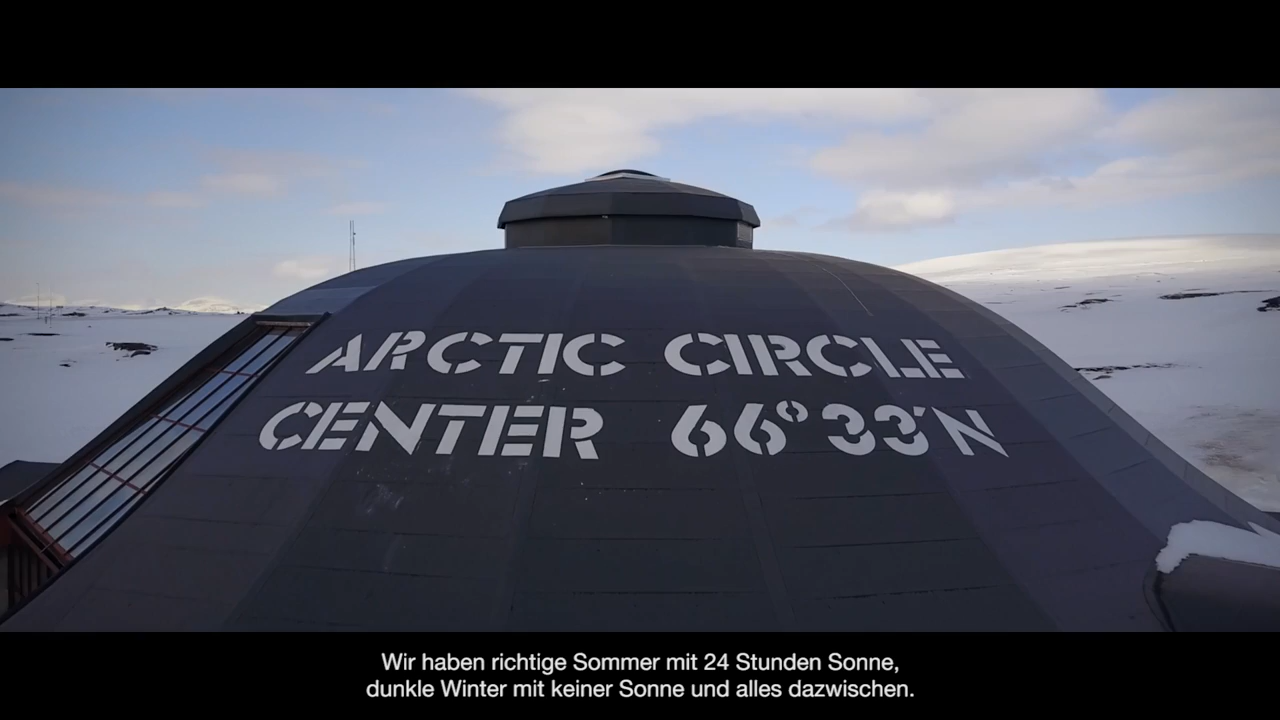 ARCTIC CIRCLE
CENTER 66°33'N
Wir haben richtige Sommer mit 24 Stunden Sonne,
dunkle Winter mit keiner Sonne und alles dazwischen.